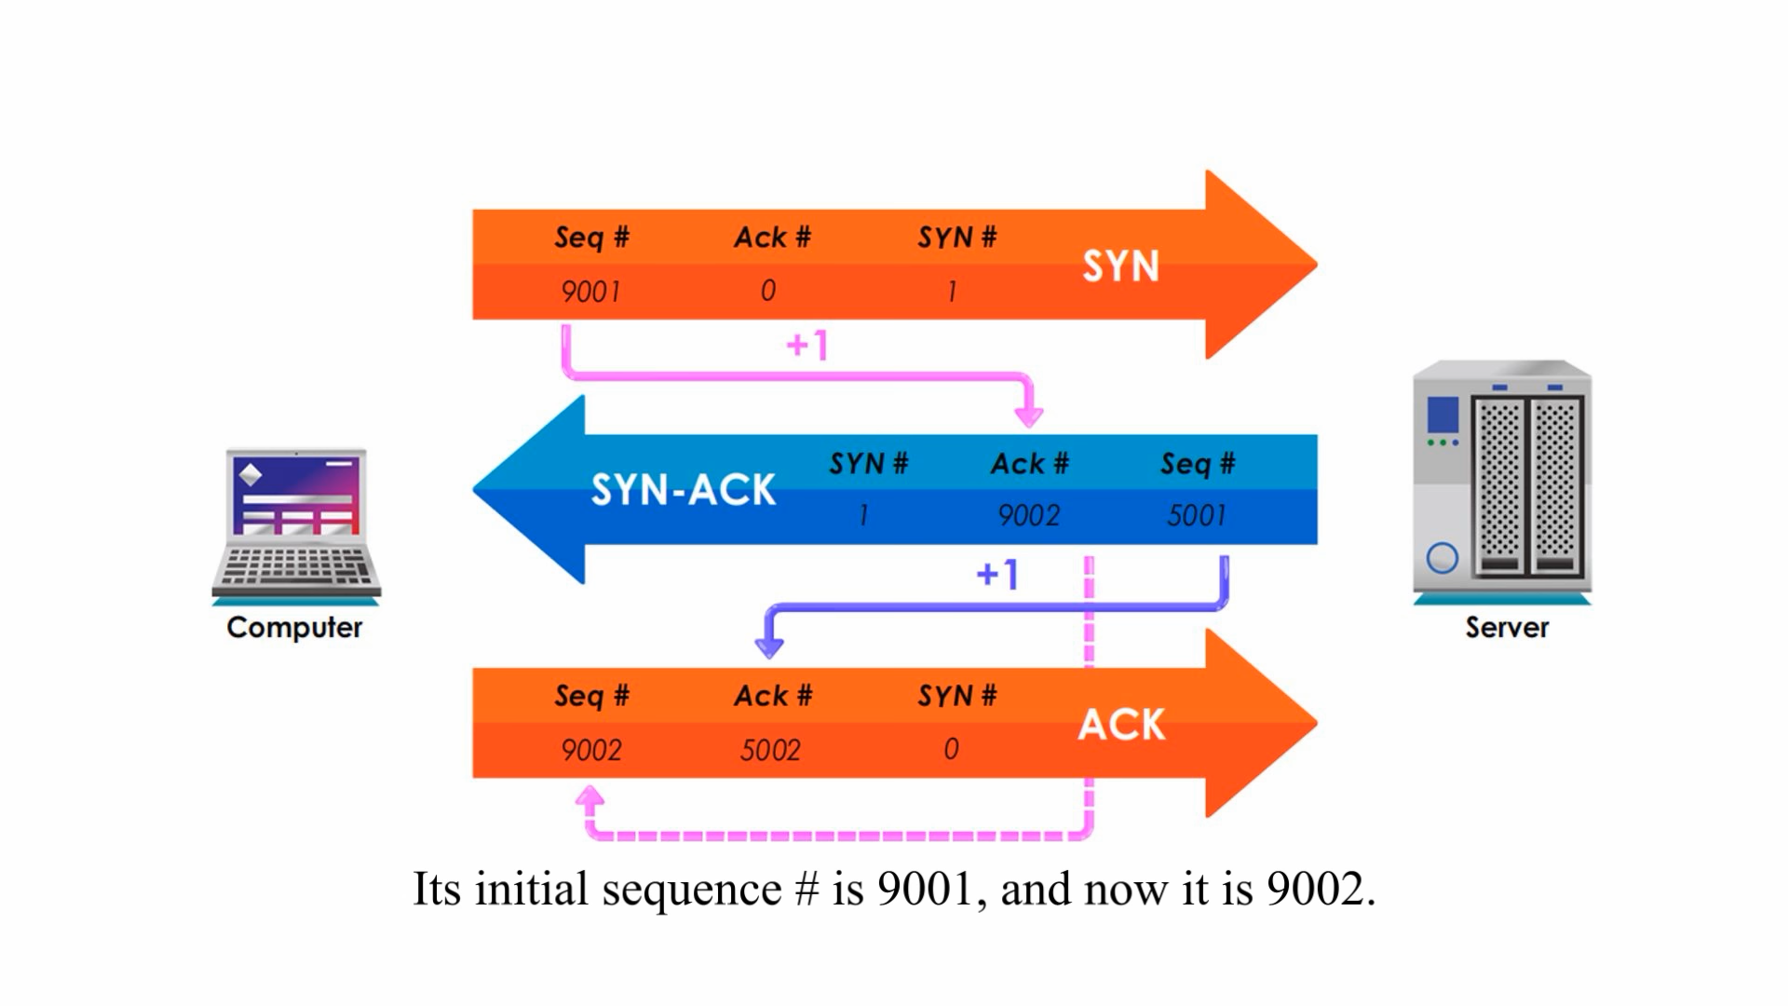 Seq # Ack # SYN #
SYN
9001 0 1
+1
SYN # Ack # Seq #
SYN-ACK
1 9002 5001
+1
Computer
Server
Seq # Ack # SYN #
ACK
9002 5002 0
Its initial sequence # is 9001, and now it is 9002.